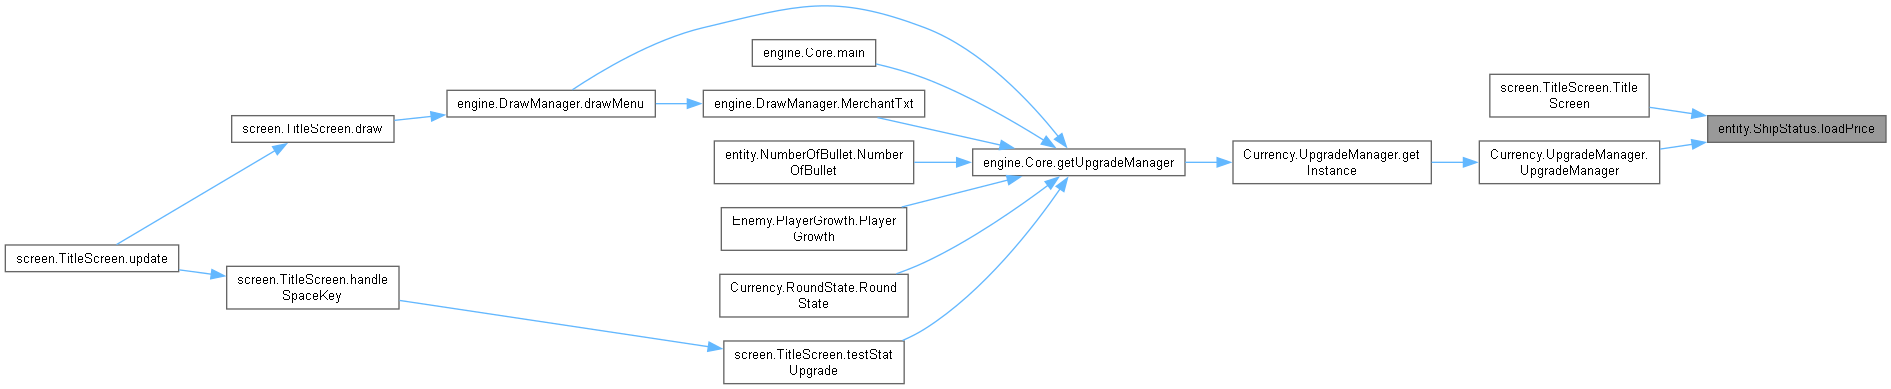 engine.Core.main
screen.TitleScreen.Title
Screen
engine.DrawManager.drawMenu
engine.DrawManager.MerchantTxt
screen.TitleScreen.draw
entity.ShipStatus.loadPrice
entity.NumberOfBullet.Number
OfBullet
engine.Core.getUpgradeManager
Currency.UpgradeManager.get
Instance
Currency.UpgradeManager.
UpgradeManager
Enemy.PlayerGrowth.Player
Growth
screen.TitleScreen.update
screen.TitleScreen.handle
SpaceKey
Currency.RoundState.Round
State
screen.TitleScreen.testStat
Upgrade